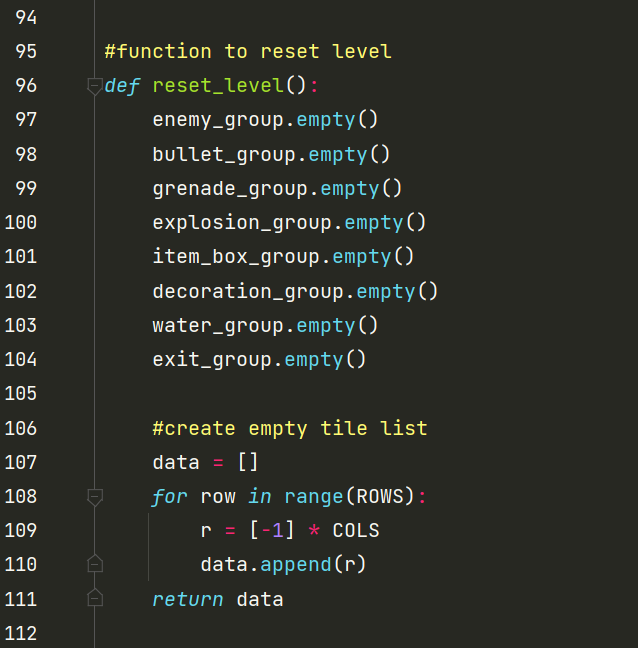 94
95 #function to reset level
96 def reset_level():
97 enemy_group.empty()
98 bullet_group.empty()
99 grenade_group.empty()
100 explosion_group.empty()
101 item_box_group.empty()
102 decoration_group.empty()
103 water_group.empty()
104 exit_group.empty()
105
106 #create empty tile list
107 data = []
108 for row in range(ROWS):
109 r = [-1] * COLS
110 data.append(r)
111 return data
112